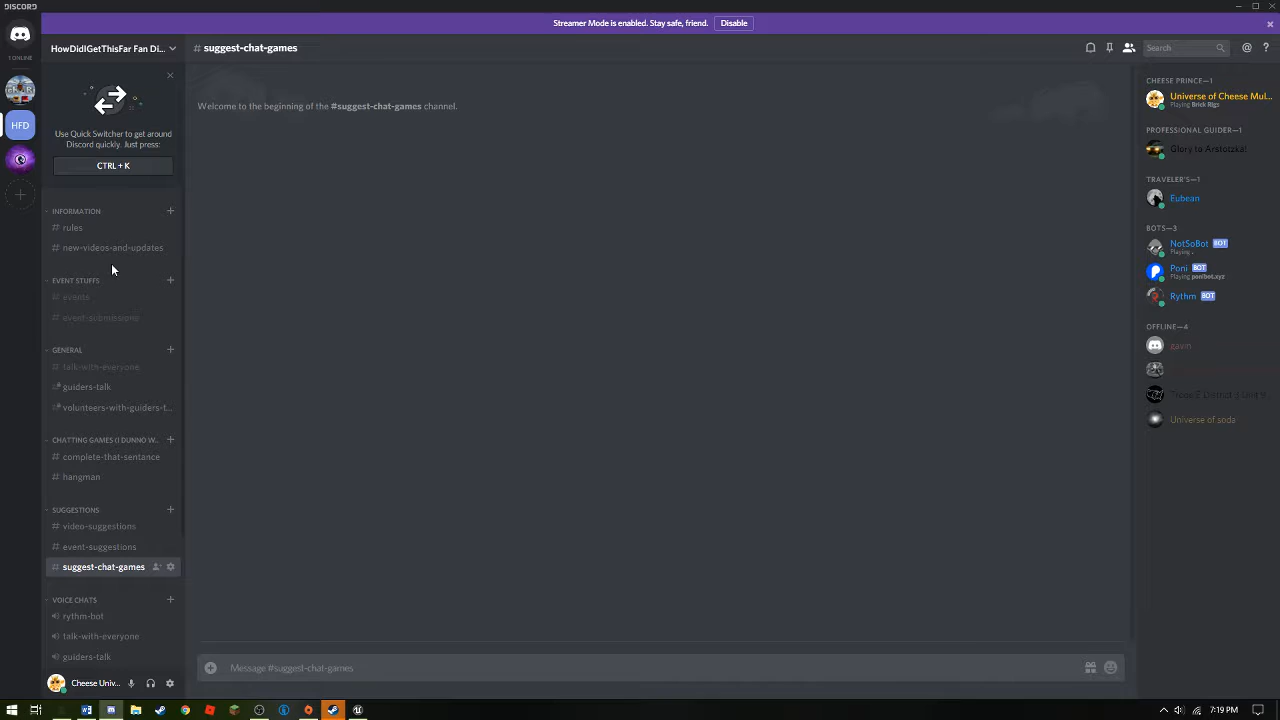 DISCORD
Streamer Mode is enabled. Stay safe, friend. Disable
HowDidIGetThisFar Fan Di...
# suggest-chat-games
Search
1 ONLINE
Use Quick Switcher to get around
Discord quickly. Just press:
CTRL + K
INFORMATION
# rules
# new-videos-and-updates
EVENT STUFFS
# events
# event-submissions
GENERAL
# talk-with-everyone
guiders-talk
volunteers-with-guiders-t...
CHATTING GAMES (I DUNNO W...
# complete-that-sentance
# hangman
SUGGESTIONS
# video-suggestions
# event-suggestions
# suggest-chat-games
VOICE CHATS
rythm-bot
talk-with-everyone
guiders-talk
Cheese Univ...
HFD
Welcome to the beginning of the #suggest-chat-games channel.
Message #suggest-chat-games
CHEESE PRINCE—1
Universe of Cheese Mul...
Playing Brick Rigs
PROFESSIONAL GUIDER—1
Glory to Arstotzka!
TRAVELER'S—1
Eubean
BOTS—3
NotSoBot BOT
Playing .
Poni BOT
Playing ponibot.xyz
Rythm BOT
OFFLINE—4
gavin
Universe of soda
7:19 PM